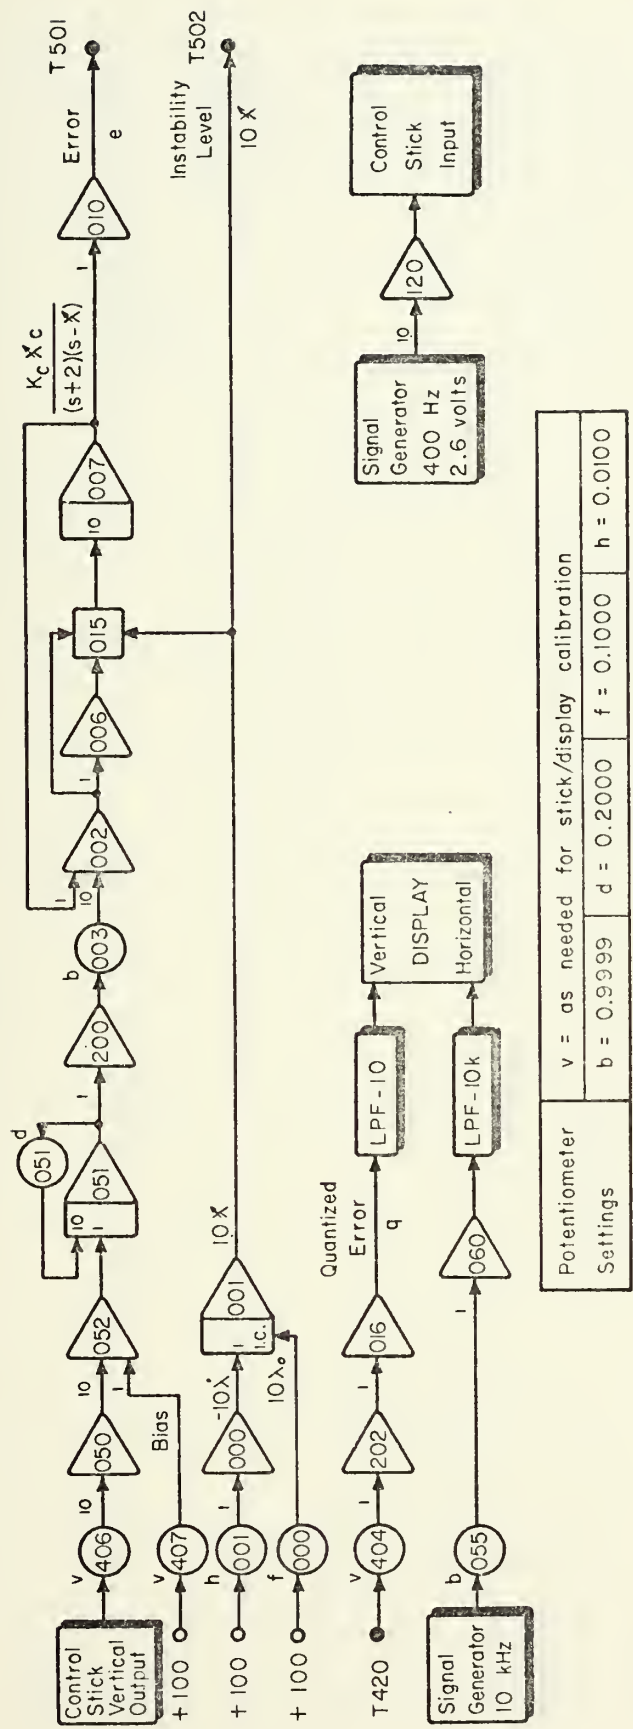 Control
Stick
Vertical
Output
v
406
10
050
10
052
1
10
d
051
051
1
200
b
003
10
1
002
1
006
015
10
007
K_c ƛ c
(s+2)(s-ƛ)
1
010
Error
e
T501
+100
v
407
Bias
1
+100
h
001
1
000
-10λ̇
1
I.C.
001
10ƛ
Instability
Level
10ƛ
T502
+100
f
000
10λ₀
T420
v
404
1
202
1
016
Quantized
Error
q
LPF-10
Vertical
DISPLAY
Horizontal
Signal
Generator
10 kHz
b
055
1
060
LPF-10k
Signal
Generator
400 Hz
2.6 volts
10
120
Control
Stick
Input
Potentiometer
Settings
v = as needed for stick/display calibration
b = 0.9999
d = 0.2000
f = 0.1000
h = 0.0100